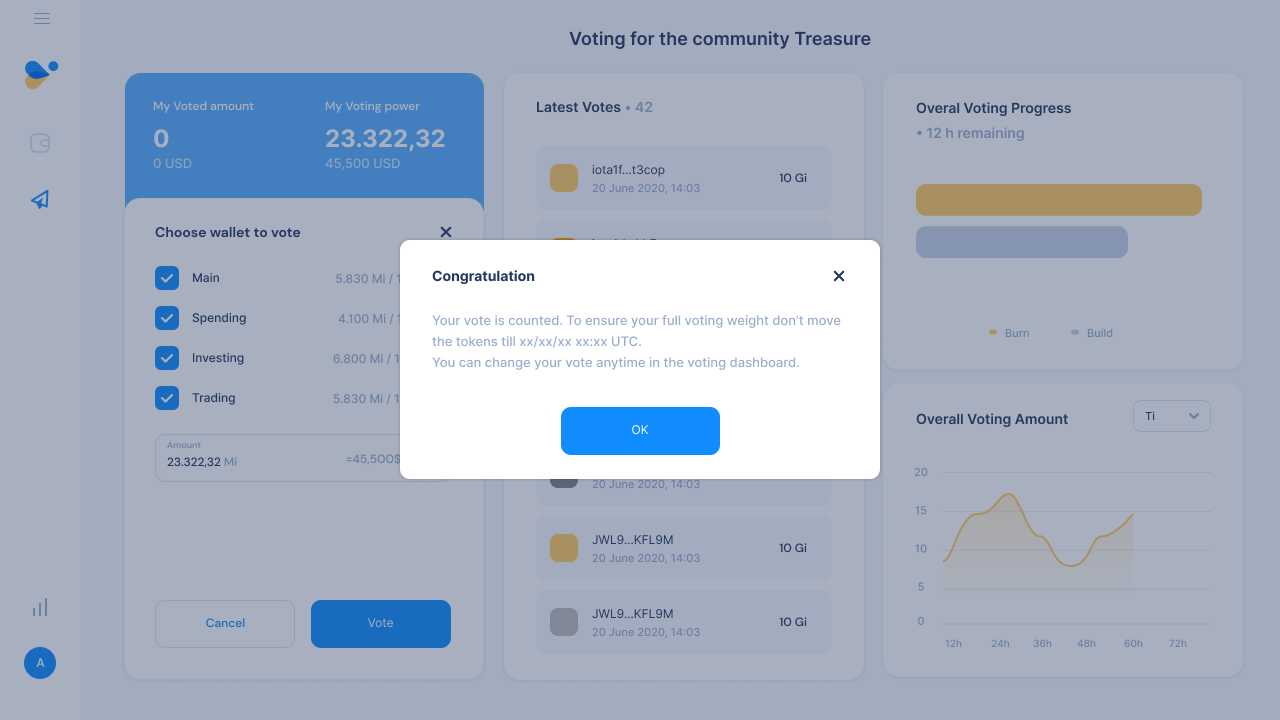 Voting for the community Treasure
My Voted amount
0
0 USD
My Voting power
23.322,32
45,500 USD
Choose wallet to vote
Main
5.830 Mi /
Spending
4.100 Mi /
Investing
6.800 Mi /
Trading
5.830 Mi /
Amount
23.322,32 Mi
≈45,500$
Cancel
Vote
A
Latest Votes • 42
iota1f...t3cop
20 June 2020, 14:03
10 Gi
20 June 2020, 14:03
JWL9...KFL9M
20 June 2020, 14:03
10 Gi
JWL9...KFL9M
20 June 2020, 14:03
10 Gi
Congratulation
Your vote is counted. To ensure your full voting weight don't move
the tokens till xx/xx/xx xx:xx UTC.
You can change your vote anytime in the voting dashboard.
OK
Overal Voting Progress
• 12 h remaining
Burn
Build
Overall Voting Amount
Ti
20
15
10
5
0
12h
24h
36h
48h
60h
72h